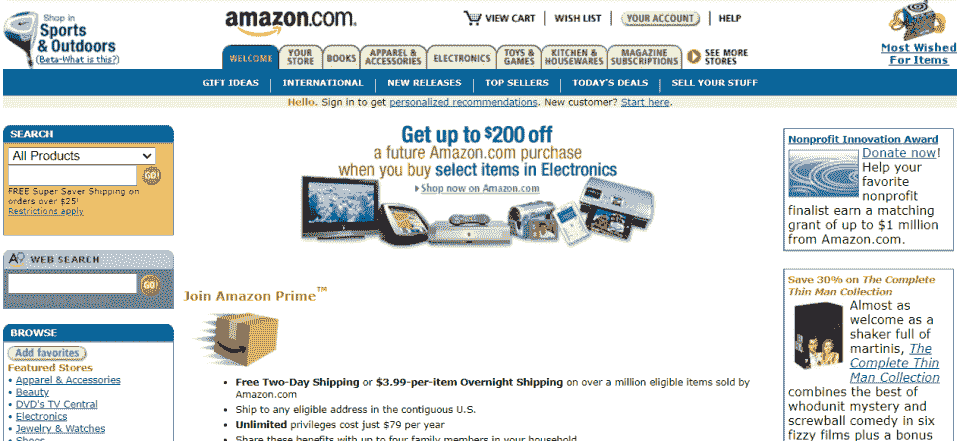 Shop in
Sports
& Outdoors
(Beta-What is this?)
amazon.com.
VIEW CART | WISH LIST | YOUR ACCOUNT | HELP
WELCOME
YOUR STORE
BOOKS
APPAREL & ACCESSORIES
ELECTRONICS
TOYS & GAMES
KITCHEN & HOUSEWARES
MAGAZINE SUBSCRIPTIONS
SEE MORE STORES
Most Wished
For Items
GIFT IDEAS | INTERNATIONAL | NEW RELEASES | TOP SELLERS | TODAY'S DEALS | SELL YOUR STUFF
Hello. Sign in to get personalized recommendations. New customer? Start here.
SEARCH
All Products
GO!
FREE Super Saver Shipping on
orders over $25!
Restrictions apply
A9 WEB SEARCH
GO!
BROWSE
Add favorites
Featured Stores
• Apparel & Accessories
• Beauty
• DVD's TV Central
• Electronics
• Jewelry & Watches
• Shoes
Get up to $200 off
a future Amazon.com purchase
when you buy select items in Electronics
Shop now on Amazon.com
Join Amazon Prime™
• Free Two-Day Shipping or $3.99-per-item Overnight Shipping on over a million eligible items sold by
Amazon.com
• Ship to any eligible address in the contiguous U.S.
• Unlimited privileges cost just $79 per year
• Share these benefits with up to four family members in your household
Nonprofit Innovation Award
Donate now!
Help your
favorite
nonprofit
finalist earn a matching
grant of up to $1 million
from Amazon.com.
Save 30% on The Complete
Thin Man Collection
Almost as
welcome as a
shaker full of
martinis, The
Complete Thin
Man Collection
combines the best of
whodunit mystery and
screwball comedy in six
fizzy films plus a bonus